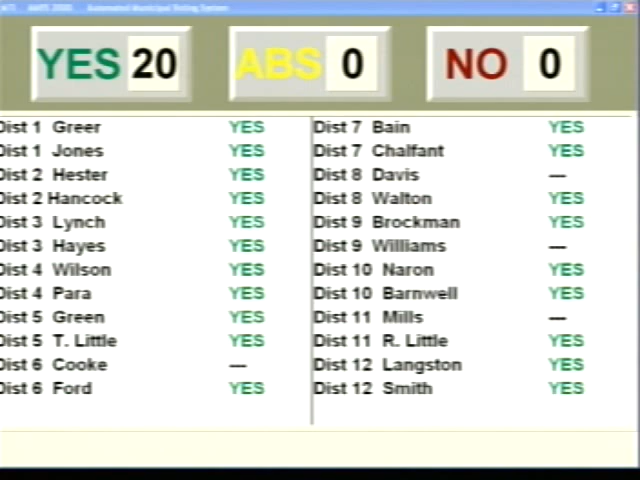 Automated Municipal Voting System
YES 20 ABS 0 NO 0
Dist 1 Greer YES
Dist 1 Jones YES
Dist 2 Hester YES
Dist 2 Hancock YES
Dist 3 Lynch YES
Dist 3 Hayes YES
Dist 4 Wilson YES
Dist 4 Para YES
Dist 5 Green YES
Dist 5 T. Little YES
Dist 6 Cooke ---
Dist 6 Ford YES
Dist 7 Bain YES
Dist 7 Chalfant YES
Dist 8 Davis ---
Dist 8 Walton YES
Dist 9 Brockman YES
Dist 9 Williams ---
Dist 10 Naron YES
Dist 10 Barnwell YES
Dist 11 Mills ---
Dist 11 R. Little YES
Dist 12 Langston YES
Dist 12 Smith YES